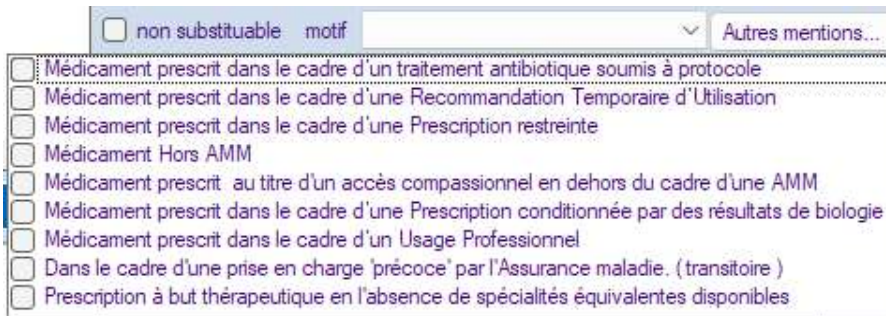 non substituable motif Autres mentions...
Médicament prescrit dans le cadre d'un traitement antibiotique soumis à protocole
Médicament prescrit dans le cadre d'une Recommandation Temporaire d'Utilisation
Médicament prescrit dans le cadre d'une Prescription restreinte
Médicament Hors AMM
Médicament prescrit au titre d'un accès compassionnel en dehors du cadre d'une AMM
Médicament prescrit dans le cadre d'une Prescription conditionnée par des résultats de biologie
Médicament prescrit dans le cadre d'un Usage Professionnel
Dans le cadre d'une prise en charge 'précoce' par l'Assurance maladie. ( transitoire )
Prescription à but thérapeutique en l'absence de spécialités équivalentes disponibles